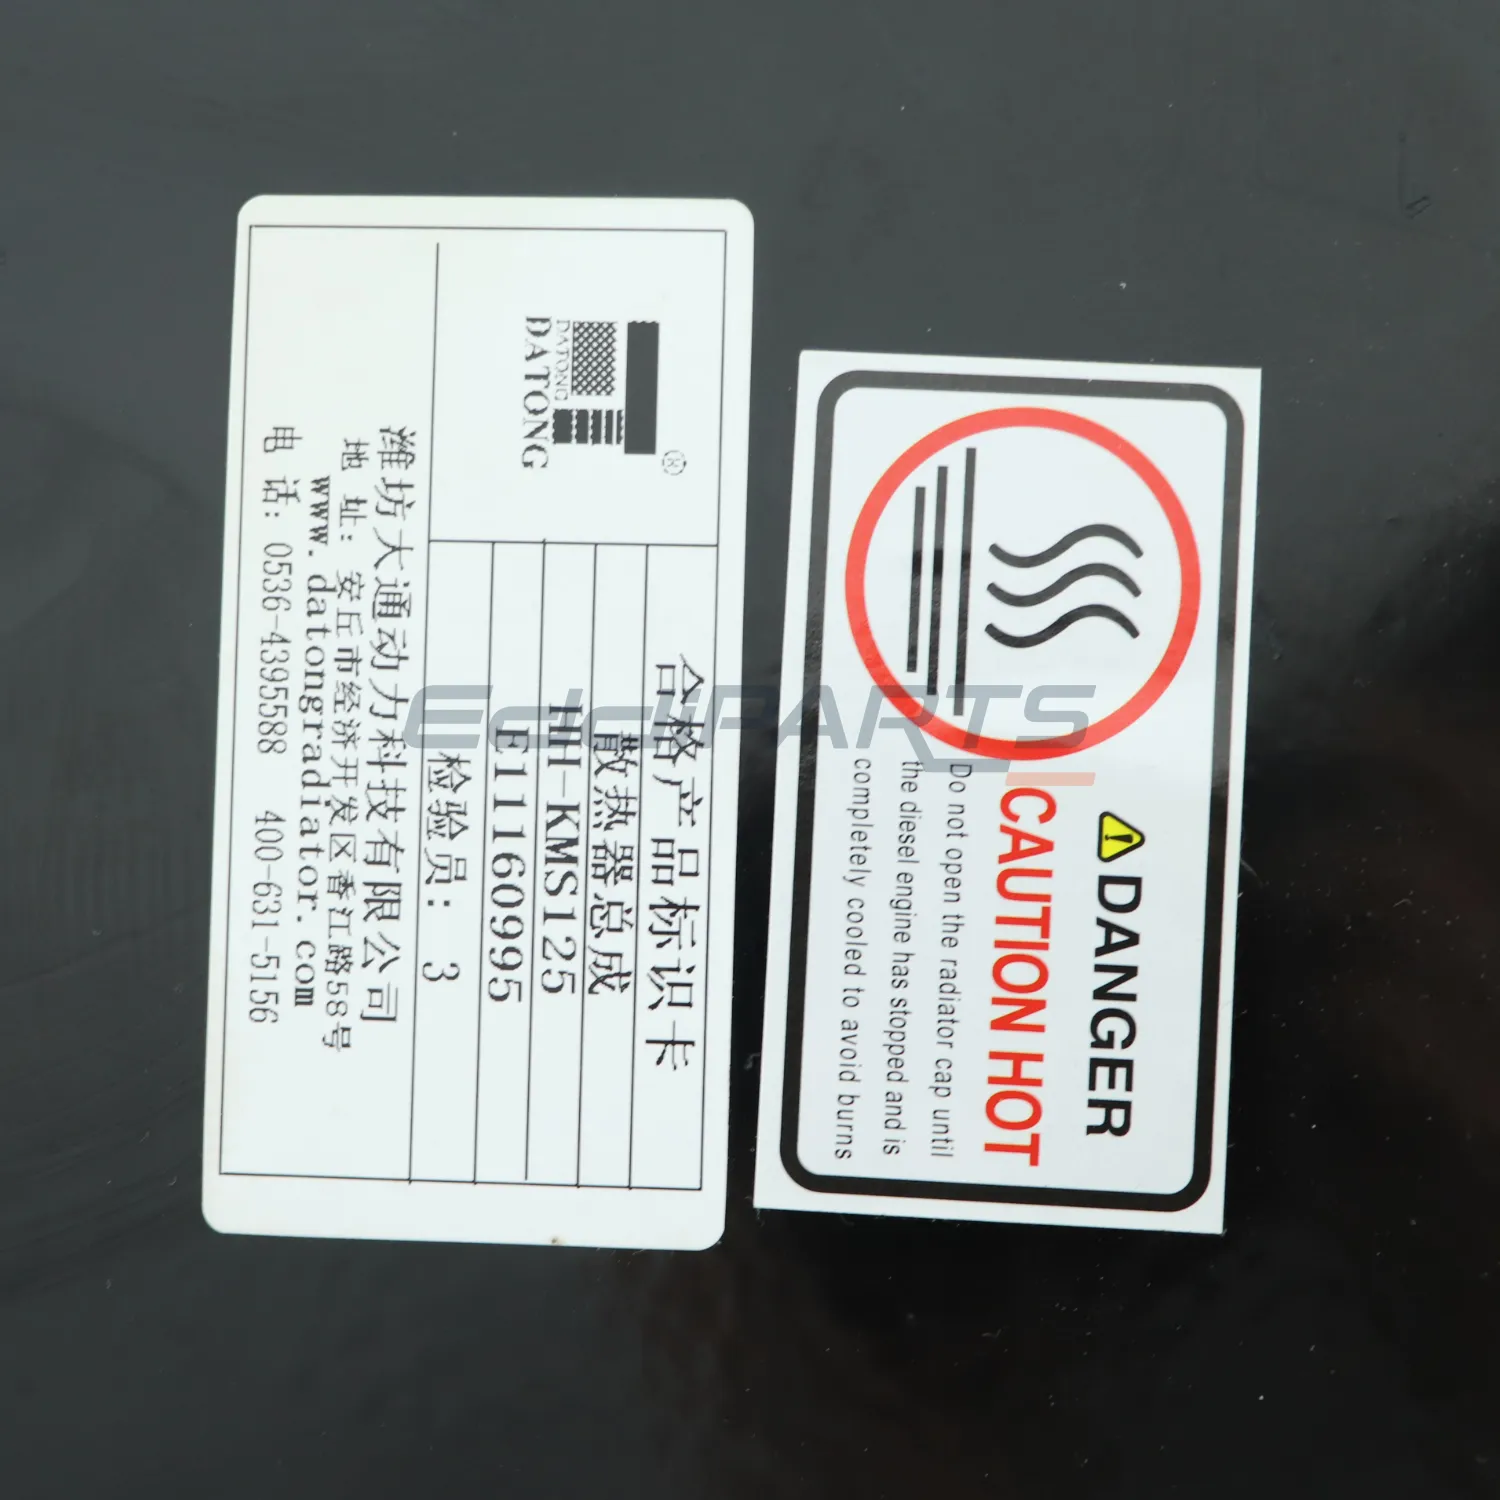 DATONG
DATONG
®
合格产品标识卡
散热器总成
HH-KMS125
E11160995
检验员：3
潍坊大通动力科技有限公司
地 址：安丘市经济开发区香江路58号
www.datongradiator.com
电 话：0536-4395588 400-631-5156
DANGER
CAUTION HOT
Do not open the radiator cap until
the diesel engine has stopped and is
completely cooled to avoid burns
EddiPARTS